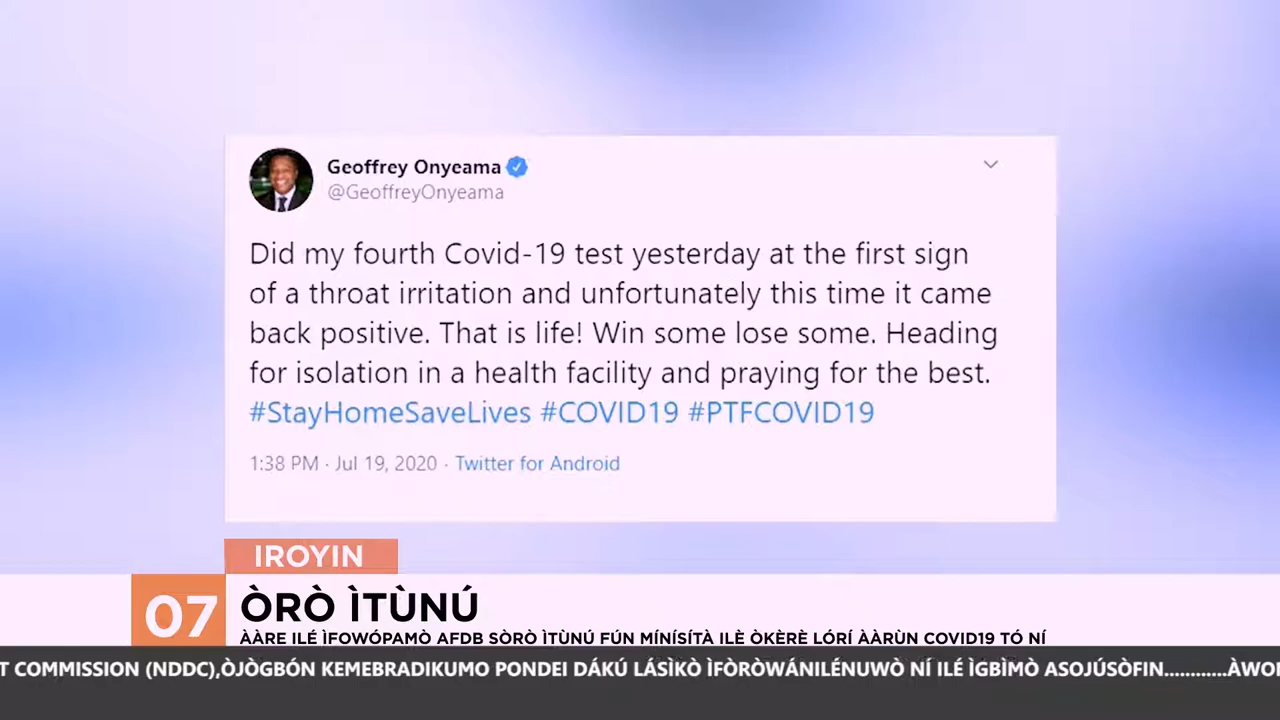 Geoffrey Onyeama
@GeoffreyOnyeama
Did my fourth Covid-19 test yesterday at the first sign
of a throat irritation and unfortunately this time it came
back positive. That is life! Win some lose some. Heading
for isolation in a health facility and praying for the best.
#StayHomeSaveLives #COVID19 #PTFCOVID19
1:38 PM · Jul 19, 2020 · Twitter for Android
IROYIN
07
ÒRÒ ÌTÙNÚ
ÀÀRE ILÉ ÌFOWÓPAMÒ AFDB SÒRÒ ÌTÙNÚ FÚN MÍNÍSÍTÀ ILÈ ÒKÈRÈ LÓRÍ ÀÀRÙN COVID19 TÓ NÍ
T COMMISSION (NDDC),ÒJÒGBÓN KEMEBRADIKUMO PONDEI DÁKÚ LÁSÌKÒ ÌFÒRÒWÁNILÉNUWÒ NÍ ILÉ ÌGBÌMÒ ASOJÚSÒFIN............ÀWO